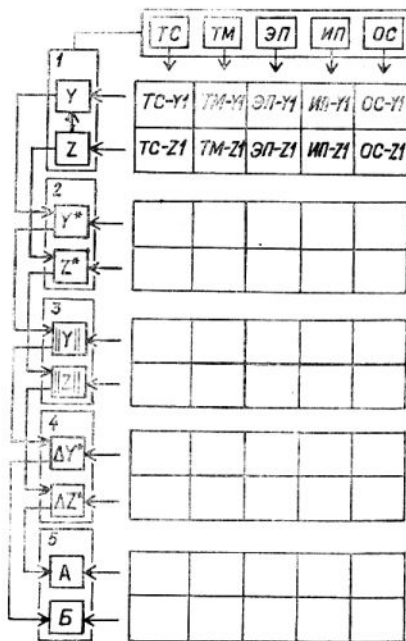 ТС ТМ ЭП ИП ОС
1
Y ТС-Y1 ТМ-Y1 ЭП-Y1 ИП-Y1 ОС-Y1
Z ТС-Z1 ТМ-Z1 ЭП-Z1 ИП-Z1 ОС-Z1
2
Y*
Z*
3
‖Y‖
‖Z‖
4
ΔY*
ΔZ*
5
А
Б